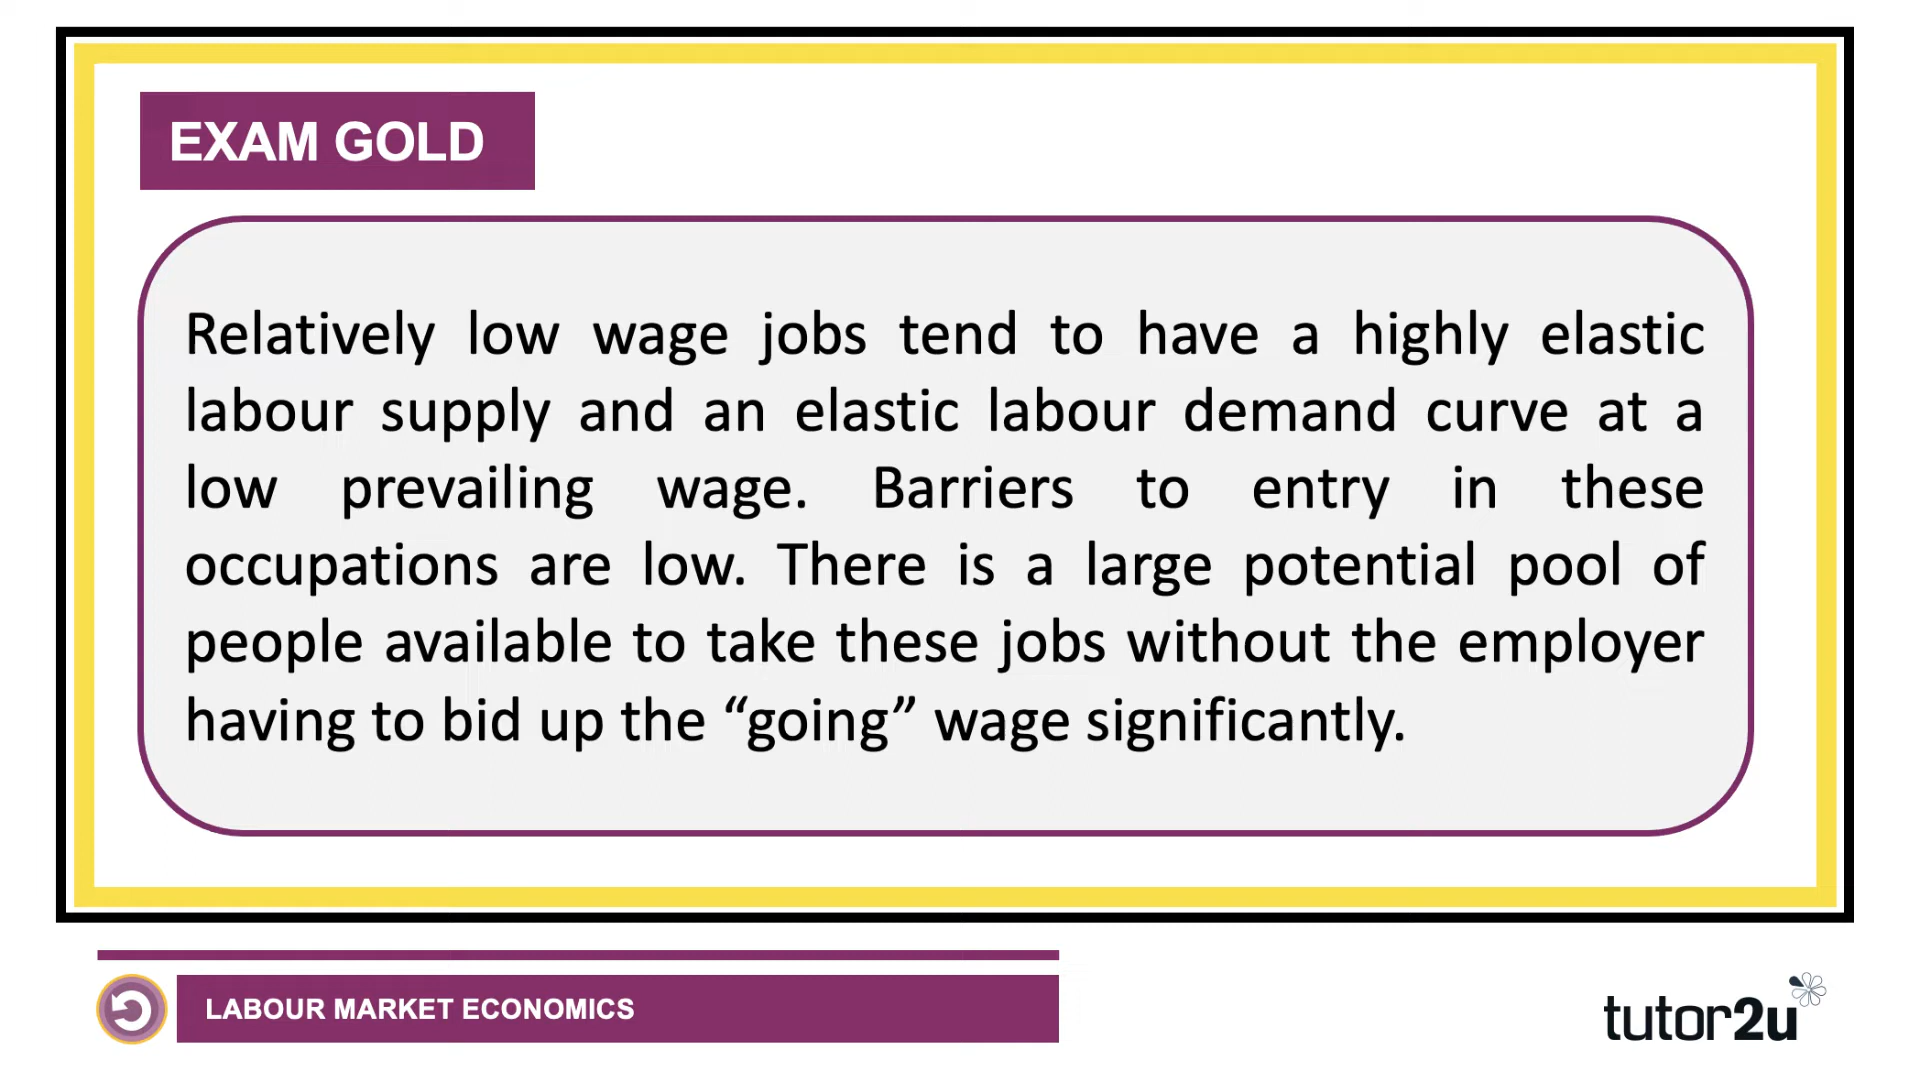 EXAM GOLD
Relatively low wage jobs tend to have a highly elastic
labour supply and an elastic labour demand curve at a
low prevailing wage. Barriers to entry in these
occupations are low. There is a large potential pool of
people available to take these jobs without the employer
having to bid up the “going” wage significantly.
LABOUR MARKET ECONOMICS
tutor2u